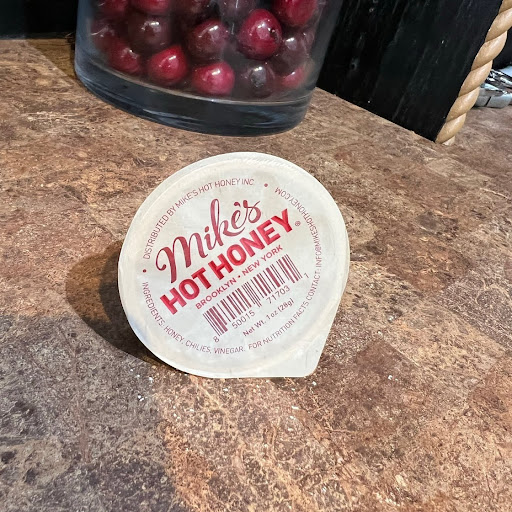 DISTRIBUTED BY MIKE'S HOT HONEY INC.
Mike's
HOT HONEY®
BROOKLYN • NEW YORK
8 50015 71703 1
Net Wt. 1 oz (28g)
INGREDIENTS: HONEY, CHILIES, VINEGAR. FOR NUTRITION FACTS CONTACT: INFO@MIKESHOTHONEY.COM